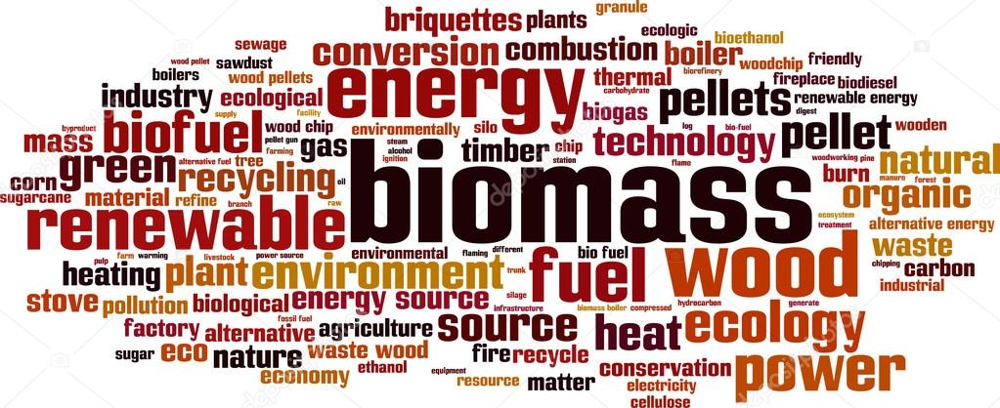 granule
briquettes plants
ecologic bioethanol
sewage conversion combustion boiler woodchip friendly
wood pellet sawdust energy thermal biorefinery
boilers wood pellets carbohydrate fireplace biodiesel
industry ecological biogas pellets renewable energy
supply facility digest
mass byproduct biofuel wood chip environmentally silo technology log bio-fuel pellet wooden
pellet gun gas steam timber chip
farming alcohol station woodworking pine natural
green alternative fuel tree ignition biomass flame burn
corn recycling oil manure forest organic
sugarcane material refine branch raw
renewable ecosystem
treatment alternative energy
farm warming livestock power source environmental flaming different bio fuel waste
pulp heating plant environment trunk fuel wood chipping carbon
industrial
stove pollution biological energy source silage infrastructure biomass boilor compressed hydrocarbon generate
factory alternative fossil fuel agriculture source heat ecology
sugar eco nature waste wood fire recycle
economy ethanol equipment resource matter conservation power
electricity
cellulose